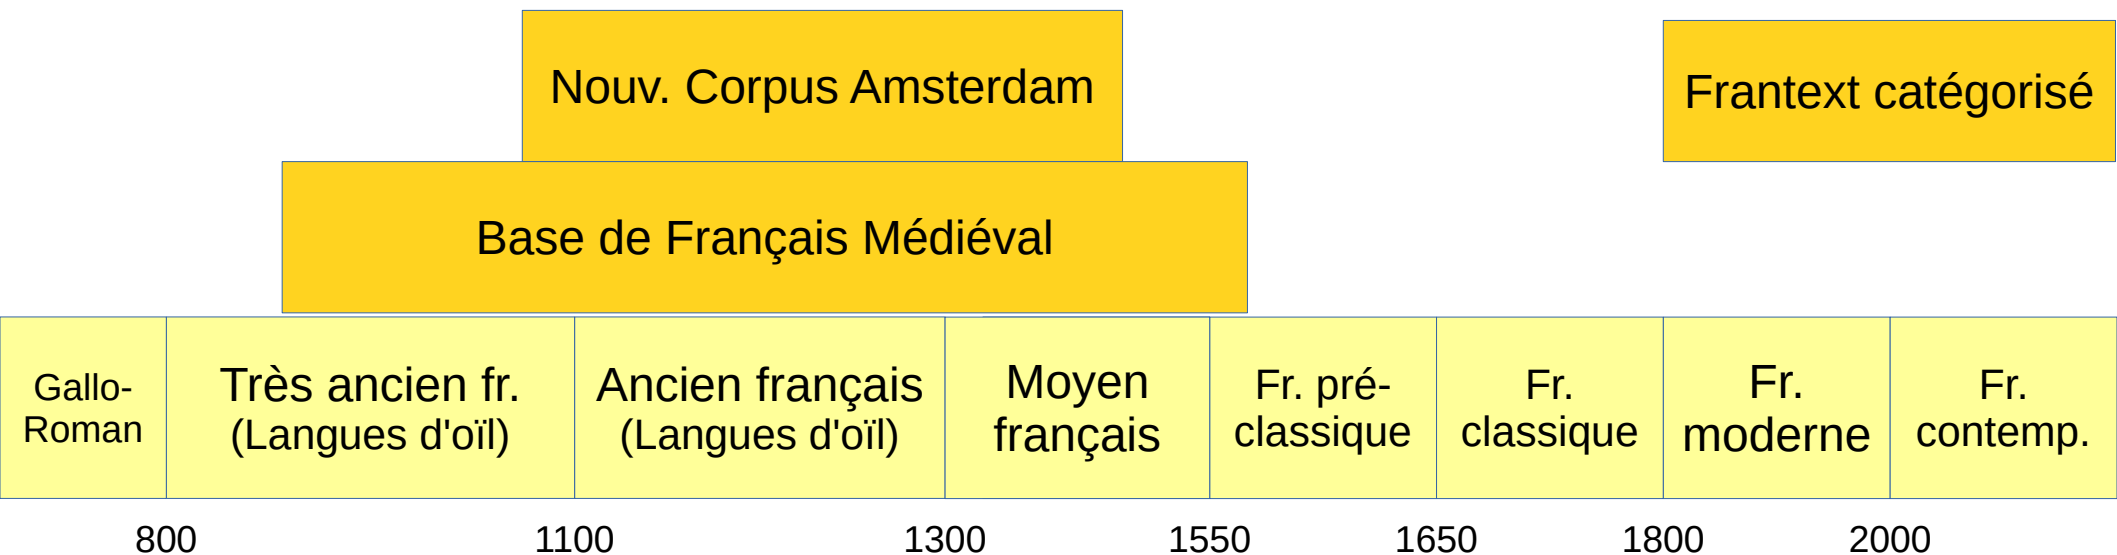 Nouv. Corpus Amsterdam
Frantext catégorisé
Base de Français Médiéval
Gallo-
Roman
Très ancien fr.
(Langues d'oïl)
Ancien français
(Langues d'oïl)
Moyen
français
Fr. pré-
classique
Fr.
classique
Fr.
moderne
Fr.
contemp.
800
1100
1300
1550
1650
1800
2000